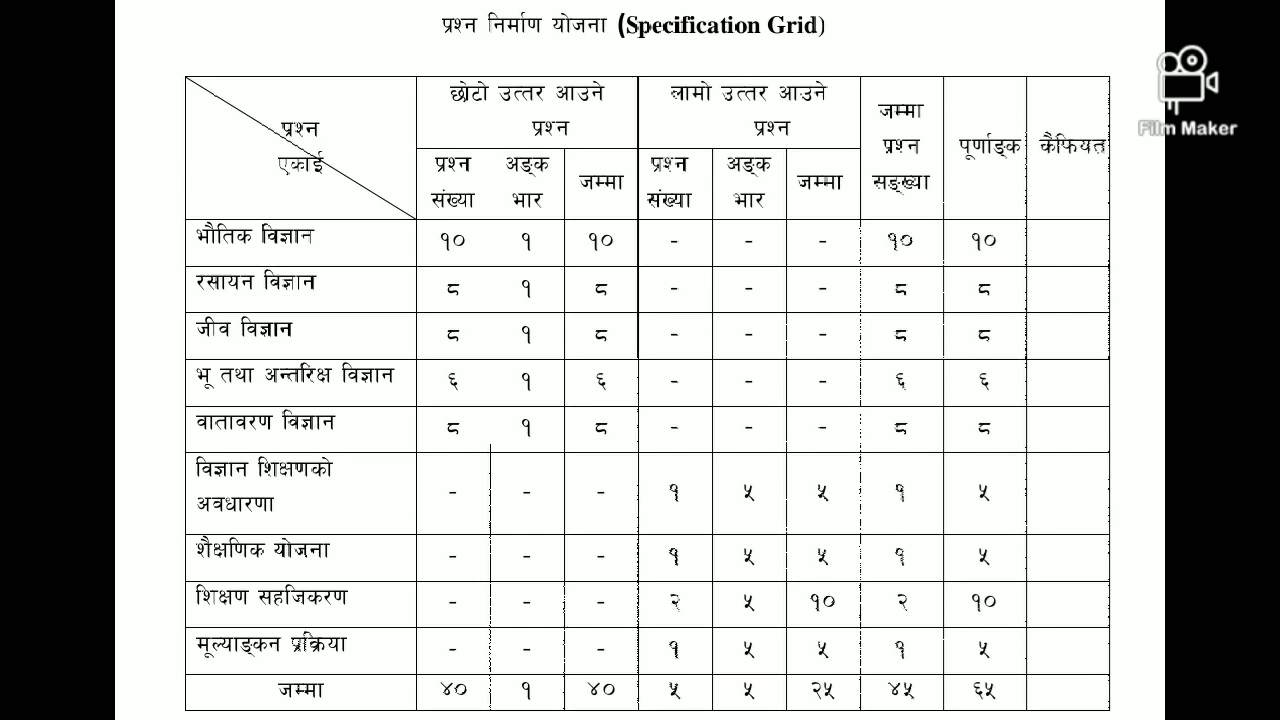 प्रश्न निर्माण योजना (Specification Grid)
प्रश्न
एकाई
छोटो उत्तर आउने
प्रश्न
लामो उत्तर आउने
प्रश्न
जम्मा
प्रश्न
सङ्ख्या
पूर्णाङ्क
कैफियत
प्रश्न
संख्या
अङ्क
भार
जम्मा
प्रश्न
संख्या
अङ्क
भार
जम्मा
Film Maker
भौतिक विज्ञान १० १ १० - - - १० १०
रसायन विज्ञान ८ १ ८ - - - ८ ८
जीव विज्ञान ८ १ ८ - - - ८ ८
भू तथा अन्तरिक्ष विज्ञान ६ १ ६ - - - ६ ६
वातावरण विज्ञान ८ १ ८ - - - ८ ८
विज्ञान शिक्षणको
अवधारणा - - - १ ५ ५ १ ५
शैक्षणिक योजना - - - १ ५ ५ १ ५
शिक्षण सहजिकरण - - - २ ५ १० २ १०
मूल्याङ्कन प्रक्रिया - - - १ ५ ५ १ ५
जम्मा ४० १ ४० ५ ५ २५ ४५ ६५